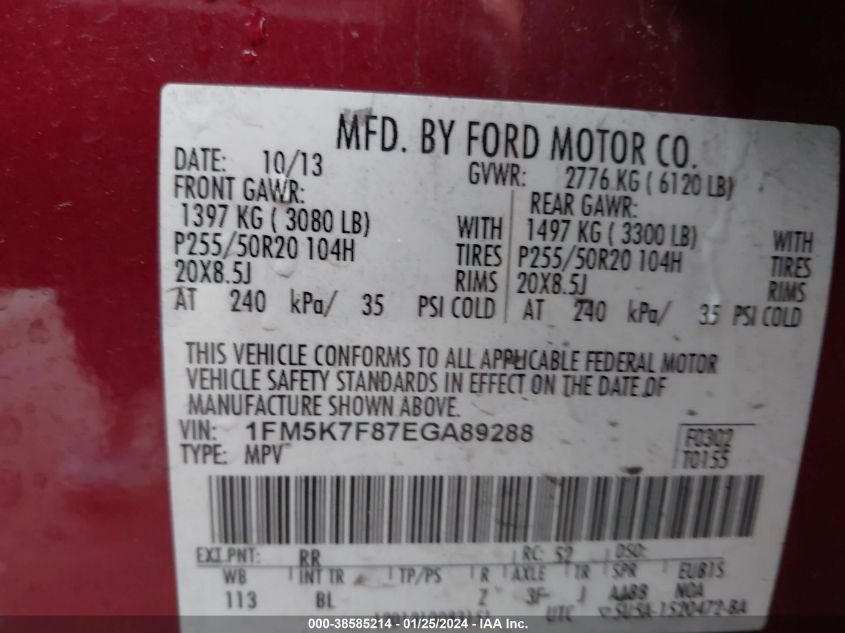 MFD. BY FORD MOTOR CO.
DATE: 10/13 GVWR: 2776 KG ( 6120 LB)
FRONT GAWR: REAR GAWR:
1397 KG ( 3080 LB) WITH 1497 KG ( 3300 LB) WITH
P255/50R20 104H TIRES P255/50R20 104H TIRES
20X8.5J RIMS 20X8.5J RIMS
AT 240 kPa/ 35 PSI COLD AT 240 kPa/ 35 PSI COLD
THIS VEHICLE CONFORMS TO ALL APPLICABLE FEDERAL MOTOR
VEHICLE SAFETY STANDARDS IN EFFECT ON THE DATE OF
MANUFACTURE SHOWN ABOVE.
VIN: 1FM5K7F87EGA89288 F0302
TYPE: MPV T0155
EXT PNT: RR RC: 52 DSO:
WB INT TR TP/PS R AXLE TR SPR EUB15
113 BL Z 3F J AABB NOA
UTC 5U5A-1520472-BA
000-38585214 - 01/25/2024 - © IAA Inc.